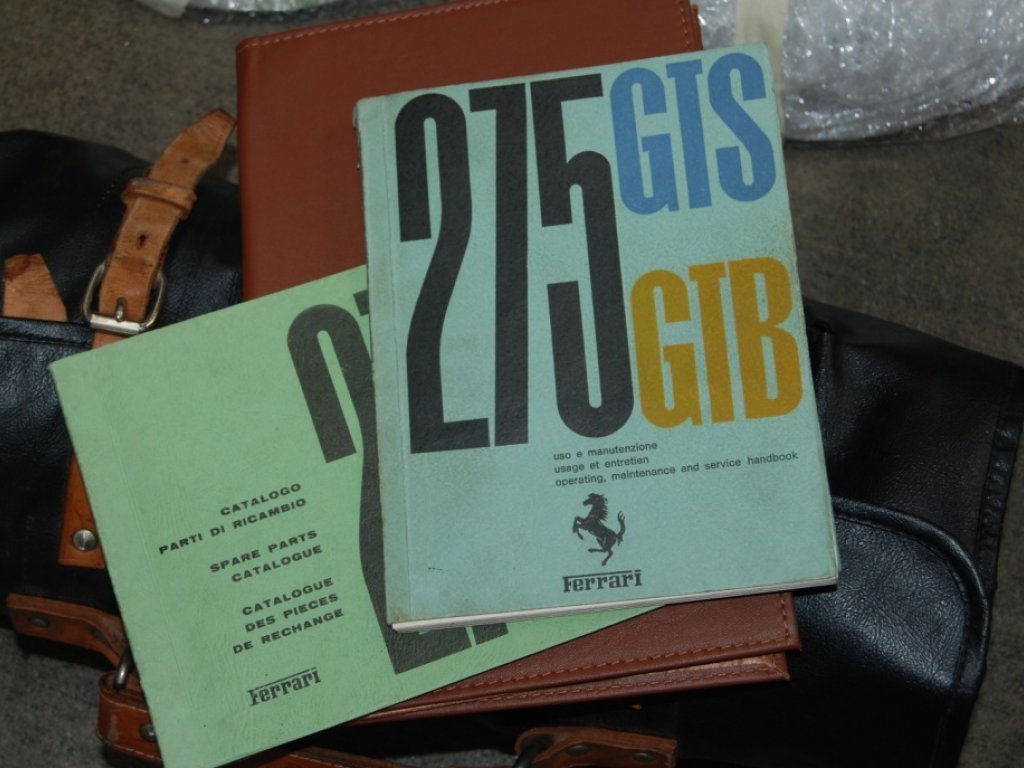 275 GTS
GTB
uso e manutenzione
usage et entretien
operating, maintenance and service handbook
Ferrari
CATALOGO
PARTI DI RICAMBIO
SPARE PARTS
CATALOGUE
CATALOGUE
DES PIECES
DE RECHANGE
Ferrari